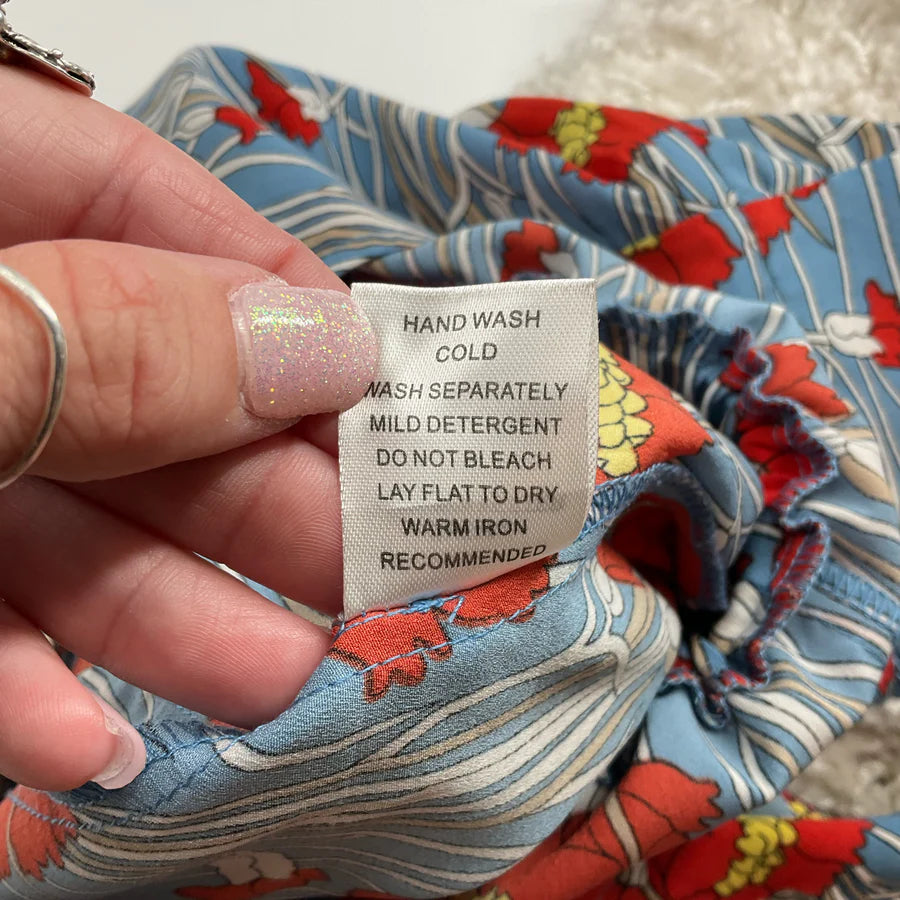 HAND WASH
COLD
WASH SEPARATELY
MILD DETERGENT
DO NOT BLEACH
LAY FLAT TO DRY
WARM IRON
RECOMMENDED